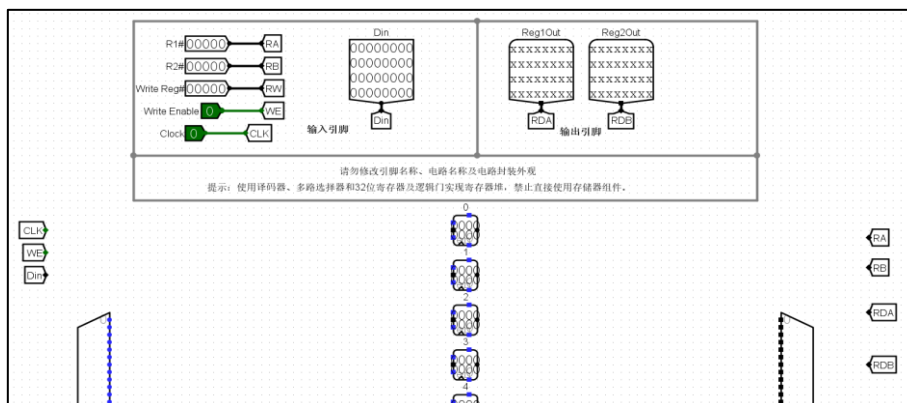 Din
Reg1Out Reg2Out
R1# 00000 RA
00000000
00000000
00000000
00000000
xxxxxxxx xxxxxxxx
xxxxxxxx xxxxxxxx
xxxxxxxx xxxxxxxx
xxxxxxxx xxxxxxxx
R2# 00000 RB
Write Reg# 00000 RW
Write Enable 0 WE
Clock 0 CLK
输入引脚
Din
RDA RDB
输出引脚
请勿修改引脚名称、电路名称及电路封装外观
提示：使用译码器、多路选择器和32位寄存器及逻辑门实现寄存器堆，禁止直接使用存储器组件。
0
CLK
WE
Din
1
2
3
4
0
0
RA
RB
RDA
RDB